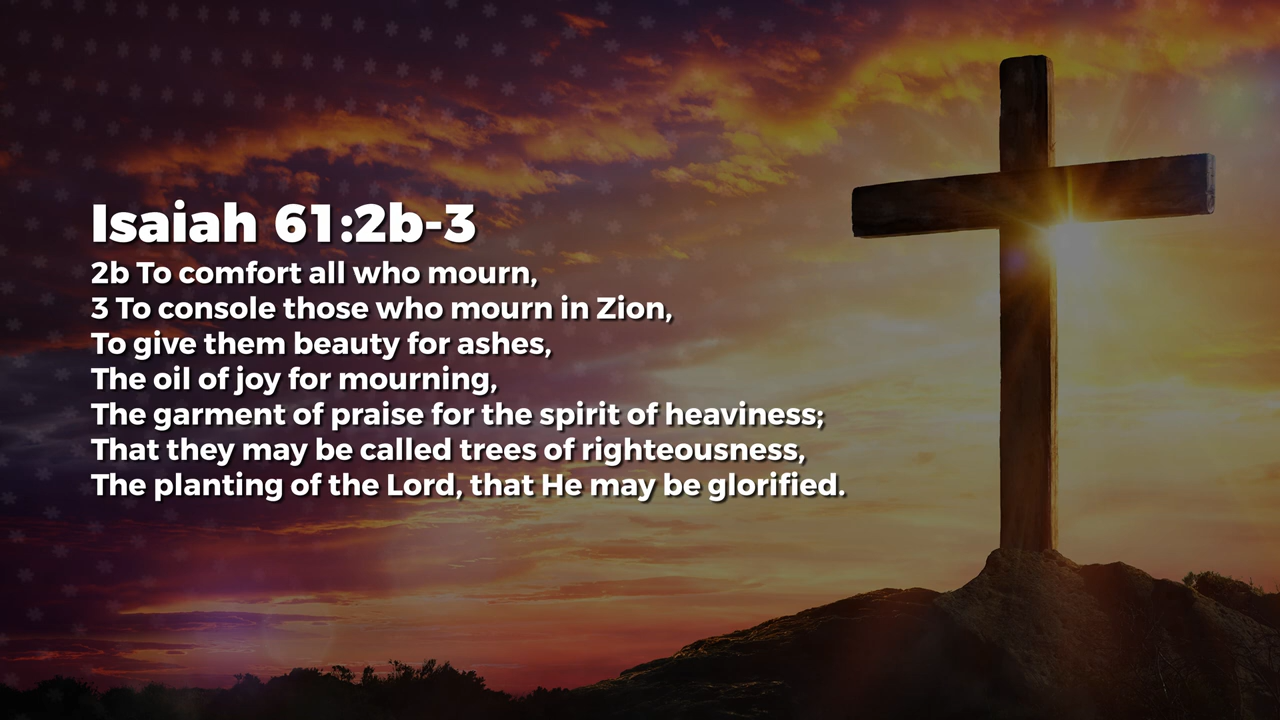 Isaiah 61:2b-3
2b To comfort all who mourn,
3 To console those who mourn in Zion,
To give them beauty for ashes,
The oil of joy for mourning,
The garment of praise for the spirit of heaviness;
That they may be called trees of righteousness,
The planting of the Lord, that He may be glorified.